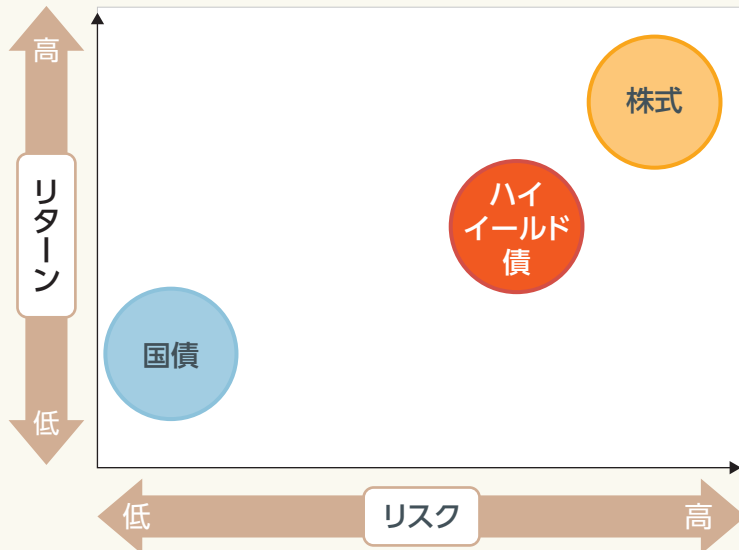 高
リターン
低
株式
ハイ
イールド
債
国債
低
リスク
高